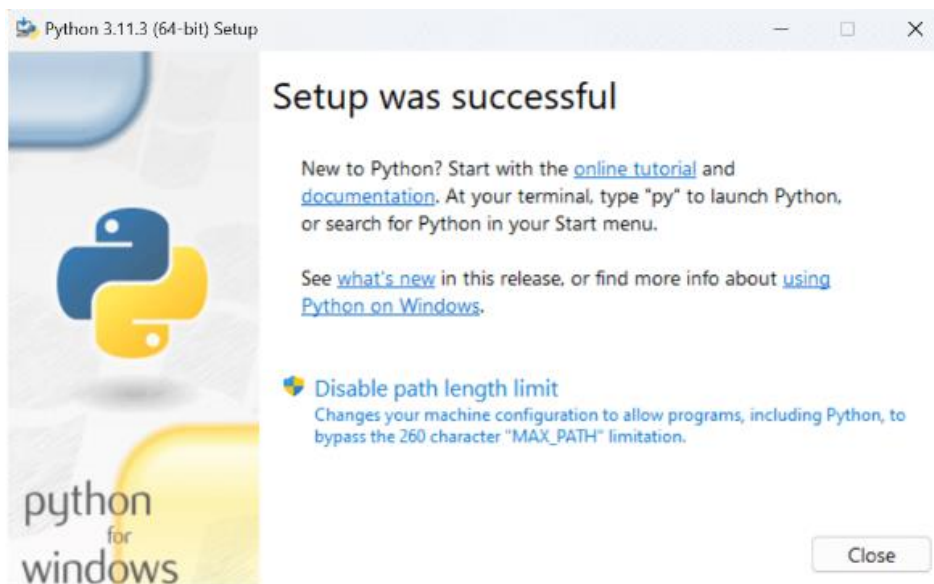 Python 3.11.3 (64-bit) Setup
Setup was successful
New to Python? Start with the online tutorial and
documentation. At your terminal, type "py" to launch Python,
or search for Python in your Start menu.
See what's new in this release, or find more info about using
Python on Windows.
Disable path length limit
Changes your machine configuration to allow programs, including Python, to
bypass the 260 character "MAX_PATH" limitation.
python
for
windows
Close